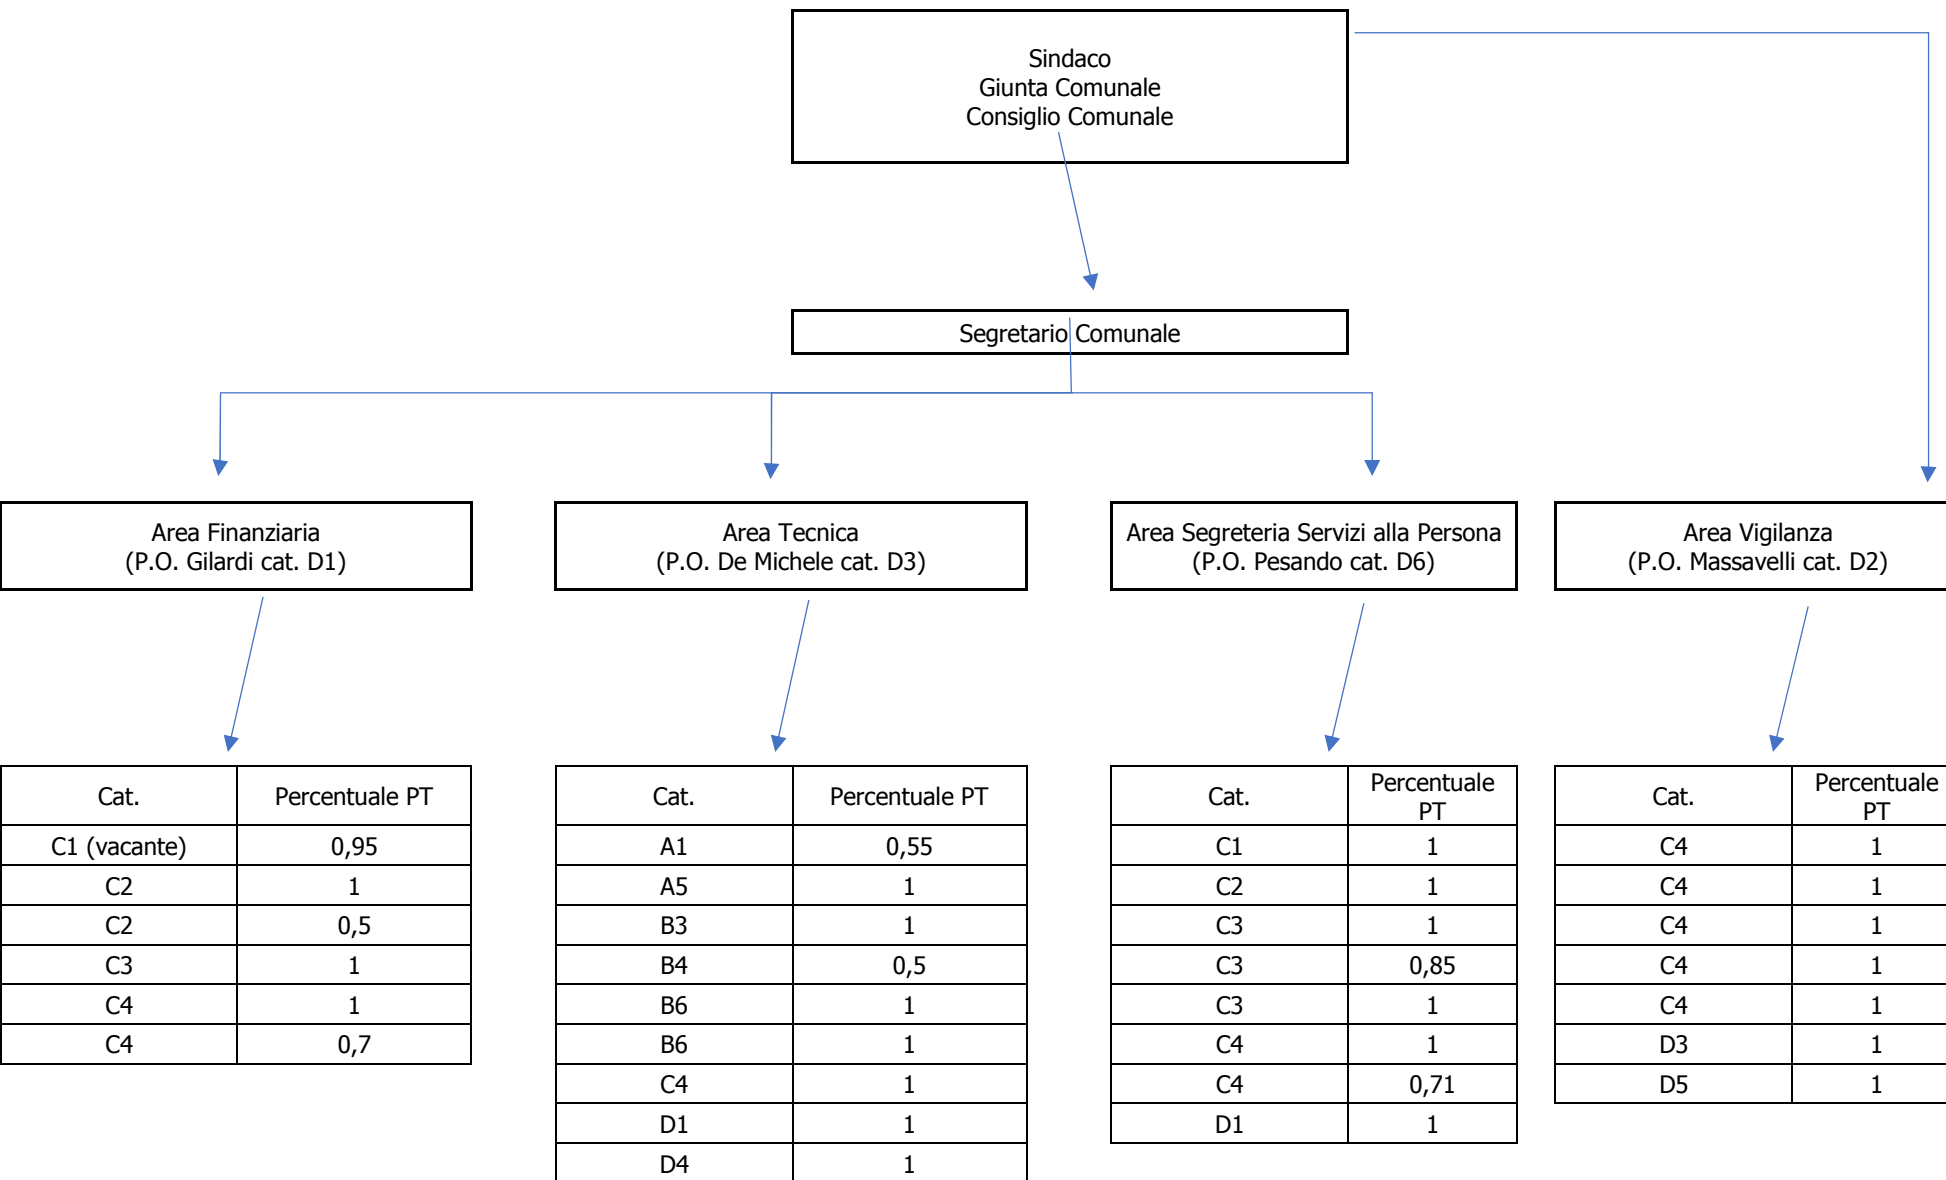 Sindaco
Giunta Comunale
Consiglio Comunale
Segretario Comunale
Area Finanziaria
(P.O. Gilardi cat. D1)
Area Tecnica
(P.O. De Michele cat. D3)
Area Segreteria Servizi alla Persona
(P.O. Pesando cat. D6)
Area Vigilanza
(P.O. Massavelli cat. D2)
Cat. Percentuale PT
C1 (vacante) 0,95
C2 1
C2 0,5
C3 1
C4 1
C4 0,7
Cat. Percentuale PT
A1 0,55
A5 1
B3 1
B4 0,5
B6 1
B6 1
C4 1
D1 1
D4 1
Cat. Percentuale
PT
C1 1
C2 1
C3 1
C3 0,85
C3 1
C4 1
C4 0,71
D1 1
Cat. Percentuale
PT
C4 1
C4 1
C4 1
C4 1
C4 1
D3 1
D5 1